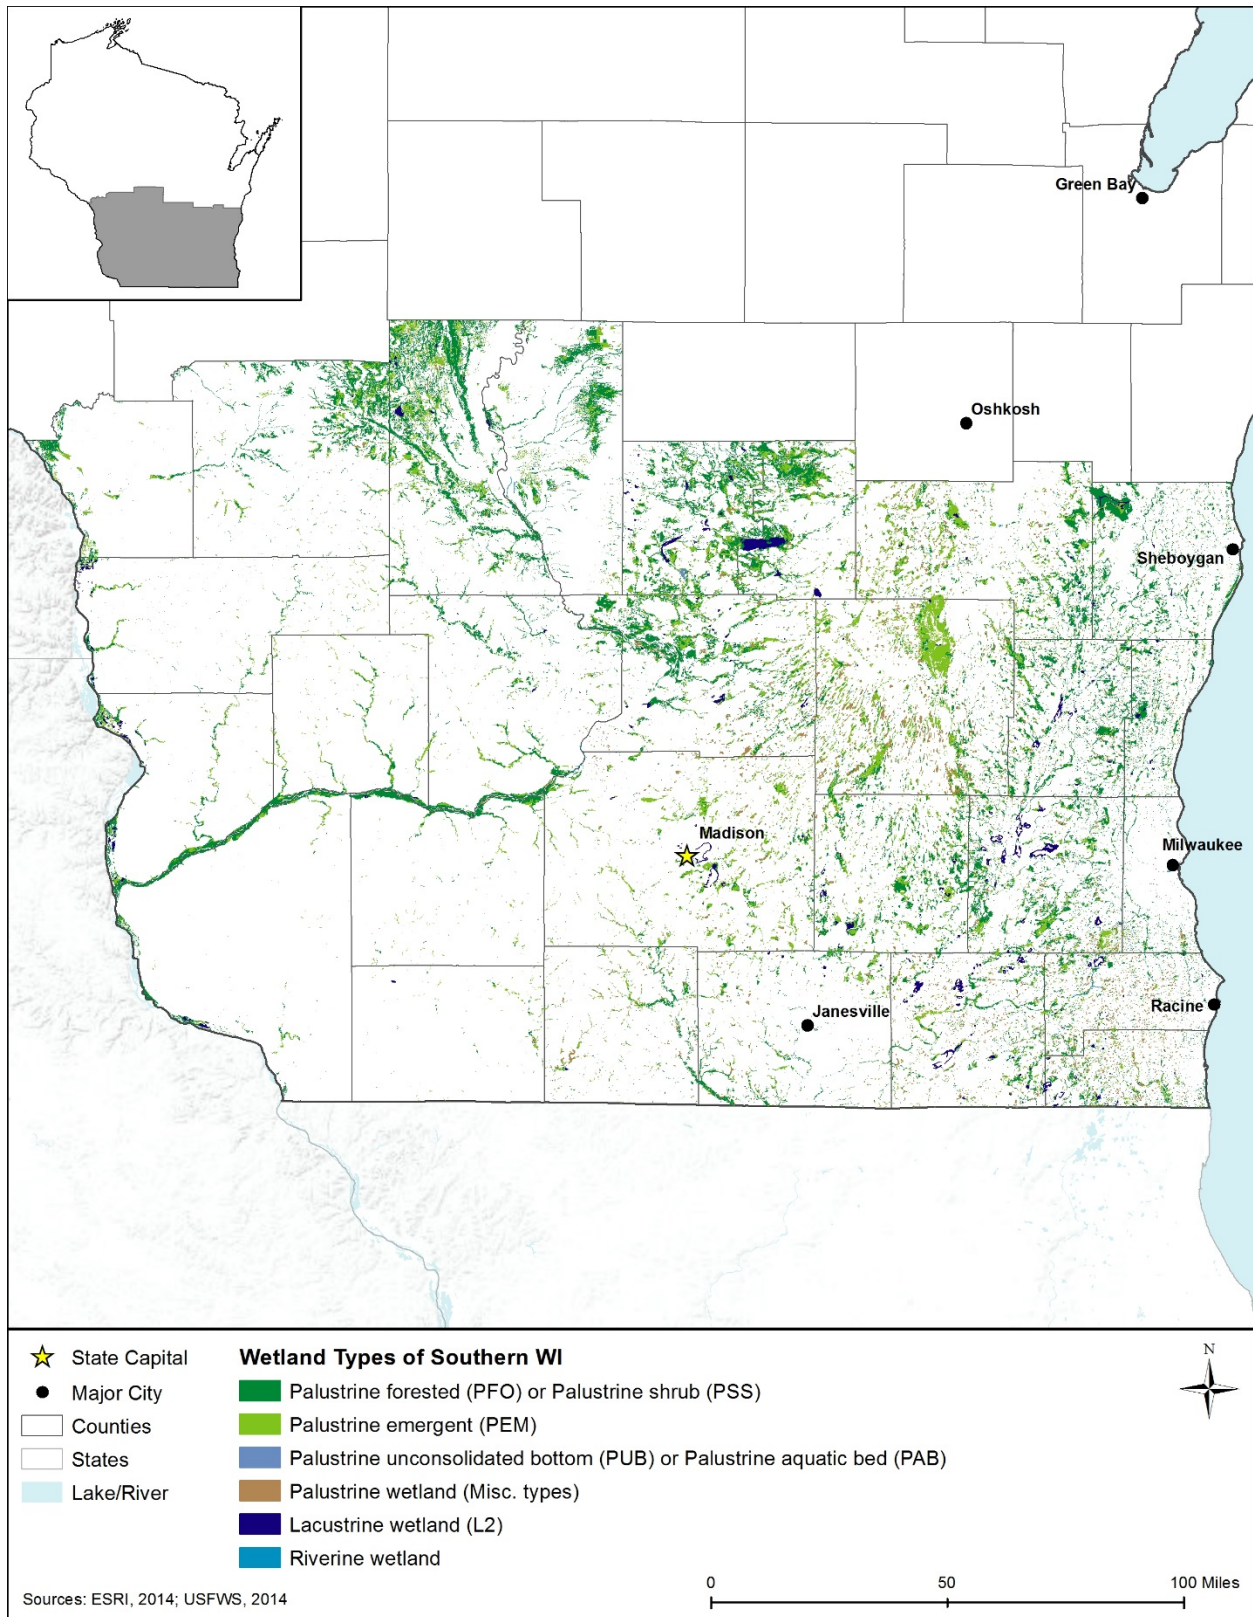 Green Bay
Oshkosh
Sheboygan
Madison
Milwaukee
Janesville
Racine
State Capital
Major City
Counties
States
Lake/River
Wetland Types of Southern WI
Palustrine forested (PFO) or Palustrine shrub (PSS)
Palustrine emergent (PEM)
Palustrine unconsolidated bottom (PUB) or Palustrine aquatic bed (PAB)
Palustrine wetland (Misc. types)
Lacustrine wetland (L2)
Riverine wetland
N
Sources: ESRI, 2014; USFWS, 2014
0 50 100 Miles